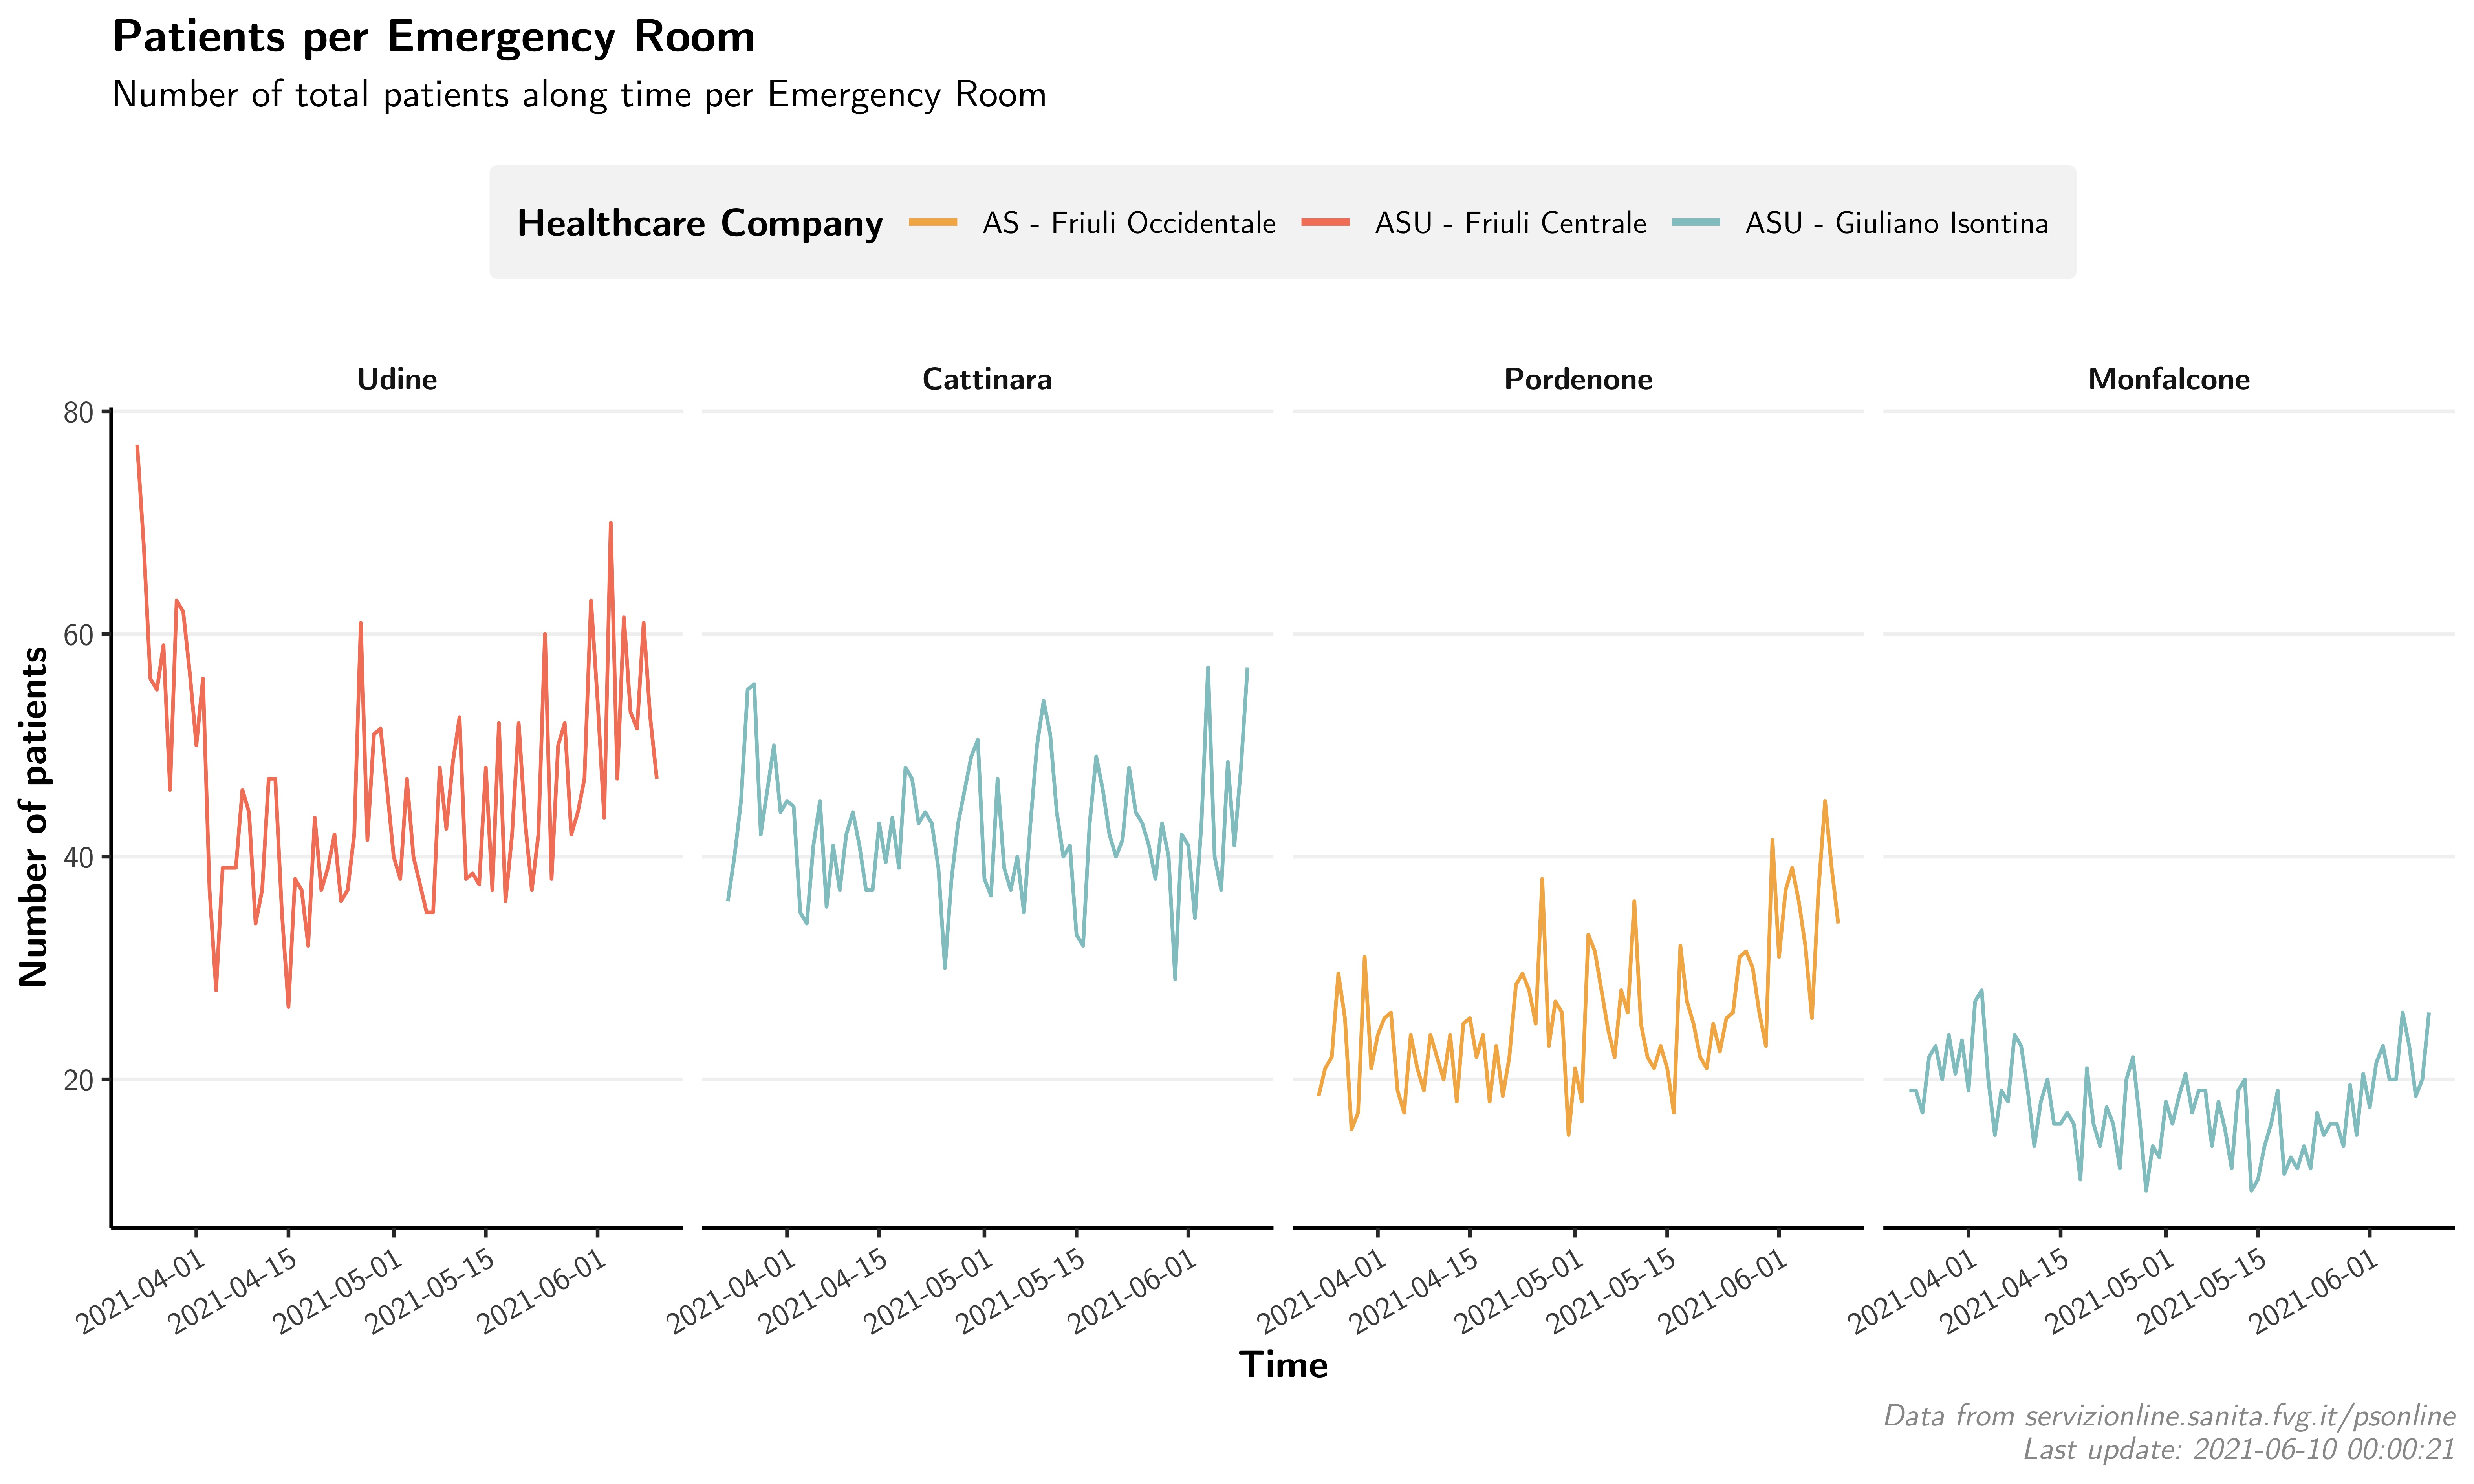 Patients per Emergency Room
Number of total patients along time per Emergency Room
Healthcare Company AS - Friuli Occidentale ASU - Friuli Centrale ASU - Giuliano Isontina
Udine Cattinara Pordenone Monfalcone
80
60
40
20
Number of patients
2021-04-01 2021-04-15 2021-05-01 2021-05-15 2021-06-01 2021-04-01 2021-04-15 2021-05-01 2021-05-15 2021-06-01 2021-04-01 2021-04-15 2021-05-01 2021-05-15 2021-06-01 2021-04-01 2021-04-15 2021-05-01 2021-05-15 2021-06-01
Time
Data from servizionline.sanita.fvg.it/psonline
Last update: 2021-06-10 00:00:21